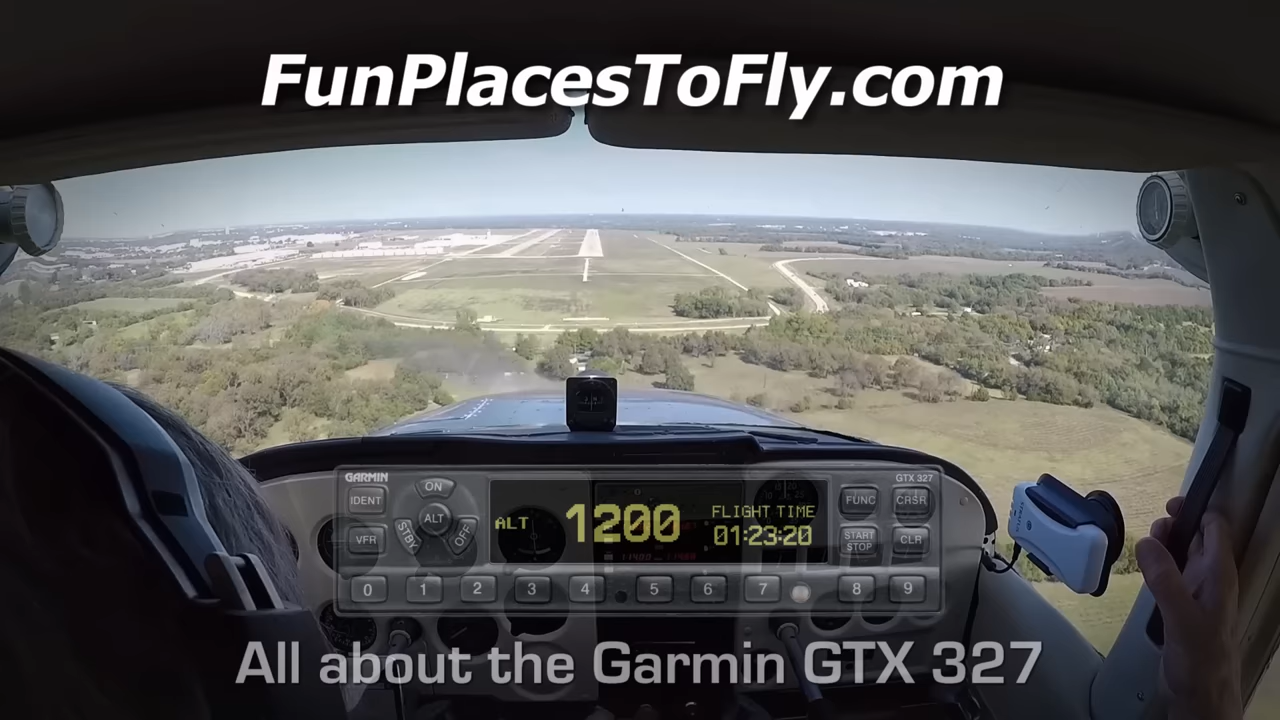 FunPlacesToFly.com
GARMIN
GTX 327
IDENT
ON
ALT
STBY
OFF
VFR
ALT
1200
FLIGHT TIME
01:23:20
FUNC
CRSR
START
STOP
CLR
0 1 2 3 4 5 6 7 8 9
All about the Garmin GTX 327